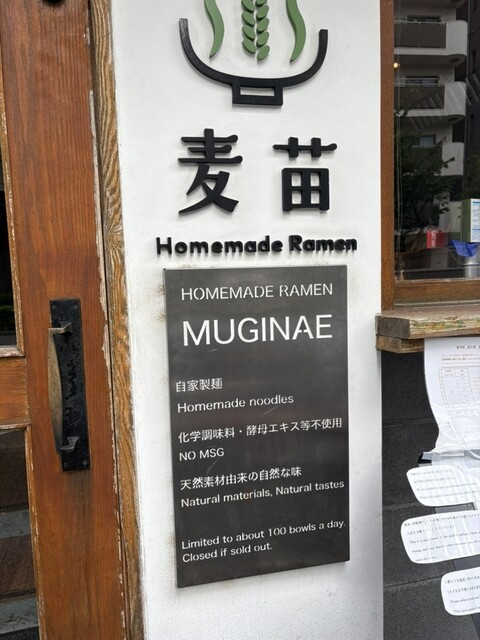 麦苗
Homemade Ramen
HOMEMADE RAMEN
MUGINAE
自家製麺
Homemade noodles
化学調味料・酵母エキス等不使用
NO MSG
天然素材由来の自然な味
Natural materials, Natural tastes
Limited to about 100 bowls a day.
Closed if sold out.